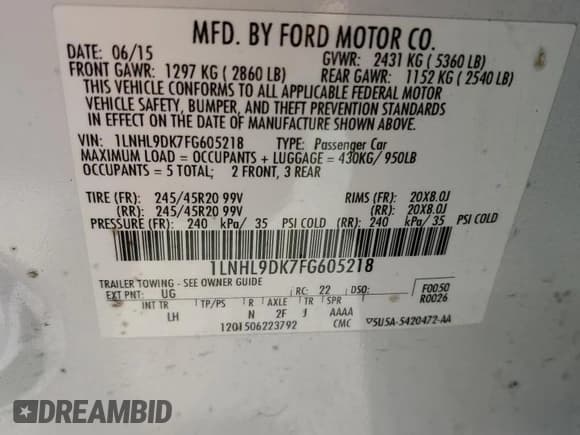 MFD. BY FORD MOTOR CO.
DATE: 06/15 GVWR: 2431 KG ( 5360 LB)
FRONT GAWR: 1297 KG ( 2860 LB) REAR GAWR: 1152 KG ( 2540 LB)
THIS VEHICLE CONFORMS TO ALL APPLICABLE FEDERAL MOTOR
VEHICLE SAFETY, BUMPER, AND THEFT PREVENTION STANDARDS
IN EFFECT ON THE DATE OF MANUFACTURE SHOWN ABOVE.
VIN: 1LNHL9DK7FG605218 TYPE: Passenger Car
MAXIMUM LOAD = OCCUPANTS + LUGGAGE = 430KG/ 950LB
OCCUPANTS = 5 TOTAL; 2 FRONT, 3 REAR
TIRE (FR): 245/45R20 99V RIMS (FR): 20X8.0J
(RR): 245/45R20 99V (RR): 20X8.0J
PRESSURE (FR): 240 kPa/ 35 PSI COLD (RR): 240 kPa/ 35 PSI COLD
1LNHL9DK7FG605218
TRAILER TOWING - SEE OWNER GUIDE
EXT PNT: UG RC: 22 DSO: F0050
R0026
INT TR TP/PS R AXLE TR SPR
LH N 2F J AAAA
1201506223792 CMC ▽5U5A-5420472-AA
DREAMBID